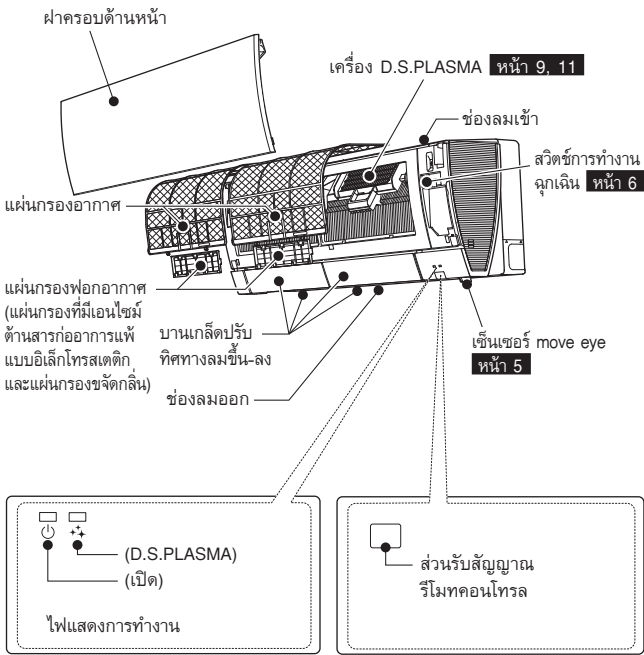 ฝาครอบด้านหน้า
เครื่อง D.S.PLASMA หน้า 9, 11
ช่องลมเข้า
สวิตช์การทำงาน
ฉุกเฉิน หน้า 6
แผ่นกรองอากาศ
แผ่นกรองฟอกอากาศ
(แผ่นกรองที่มีเอนไซม์
ต้านสารก่ออาการแพ้
แบบอิเล็กโทรสเตติก
และแผ่นกรองขจัดกลิ่น)
บานเกล็ดปรับ
ทิศทางลมขึ้น-ลง
ช่องลมออก
เซ็นเซอร์ move eye
หน้า 5
(D.S.PLASMA)
(เปิด)
ไฟแสดงการทำงาน
ส่วนรับสัญญาณ
รีโมทคอนโทรล